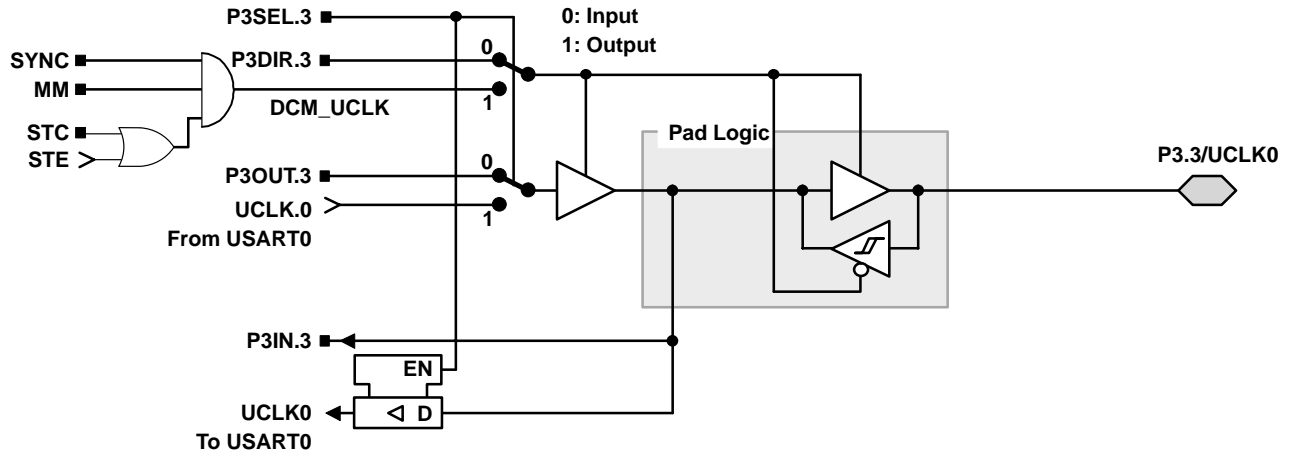 P3SEL.3
0: Input
1: Output
SYNC
P3DIR.3
0
MM
1
DCM_UCLK
STC
STE
Pad Logic
P3.3/UCLK0
P3OUT.3
0
UCLK.0
1
From USART0
P3IN.3
EN
UCLK0
D
To USART0